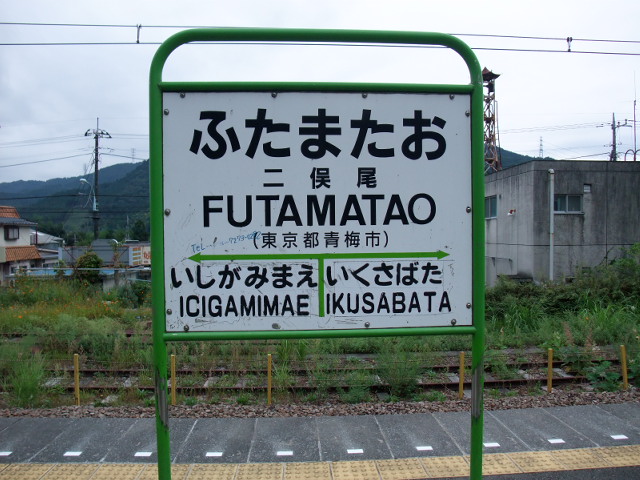 ふたまたお
二俣尾
FUTAMATAO
(東京都青梅市)
いしがみまえ いくさばた
ICIGAMIMAE IKUSABATA